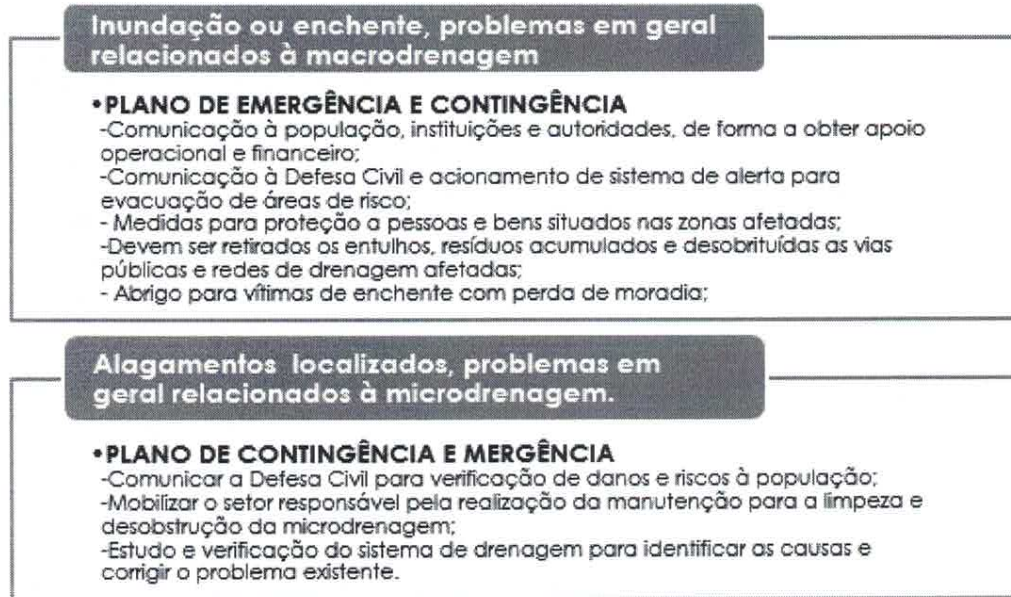 Inundação ou enchente, problemas em geral
relacionados à macrodrenagem
•PLANO DE EMERGÊNCIA E CONTINGÊNCIA
-Comunicação à população, instituições e autoridades, de forma a obter apoio
operacional e financeiro;
-Comunicação à Defesa Civil e acionamento de sistema de alerta para
evacuação de áreas de risco;
- Medidas para proteção a pessoas e bens situados nas zonas afetadas;
-Devem ser retirados os entulhos, resíduos acumulados e desobrituídas as vias
públicas e redes de drenagem afetadas;
- Abrigo para vítimas de enchente com perda de moradia;
Alagamentos localizados, problemas em
geral relacionados à microdrenagem.
•PLANO DE CONTINGÊNCIA E MERGÊNCIA
-Comunicar a Defesa Civil para verificação de danos e riscos à população;
-Mobilizar o setor responsável pela realização da manutenção para a limpeza e
desobstrução da microdrenagem;
-Estudo e verificação do sistema de drenagem para identificar as causas e
corrigir o problema existente.